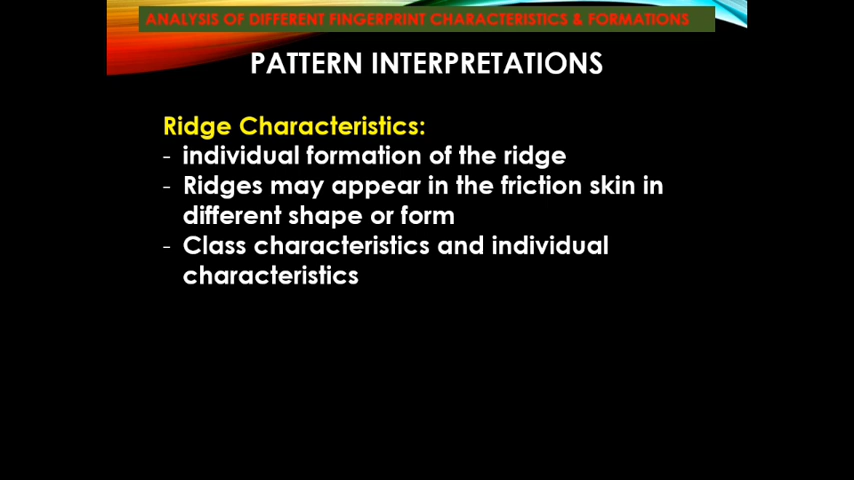 ANALYSIS OF DIFFERENT FINGERPRINT CHARACTERISTICS & FORMATIONS
PATTERN INTERPRETATIONS
Ridge Characteristics:
- individual formation of the ridge
- Ridges may appear in the friction skin in
different shape or form
- Class characteristics and individual
characteristics